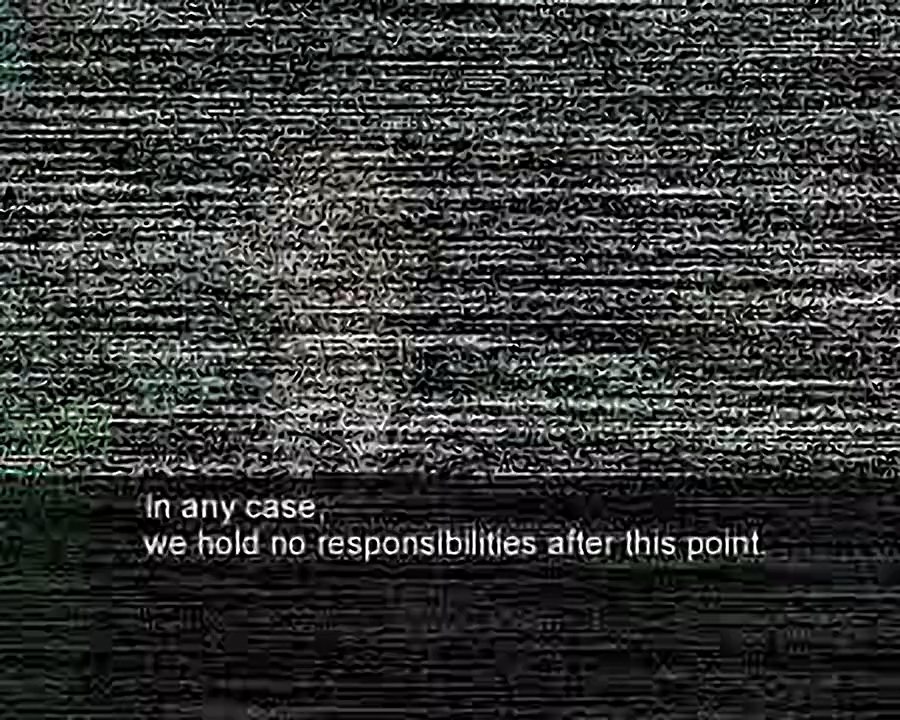 In any case,
we hold no responsibilities after this point.